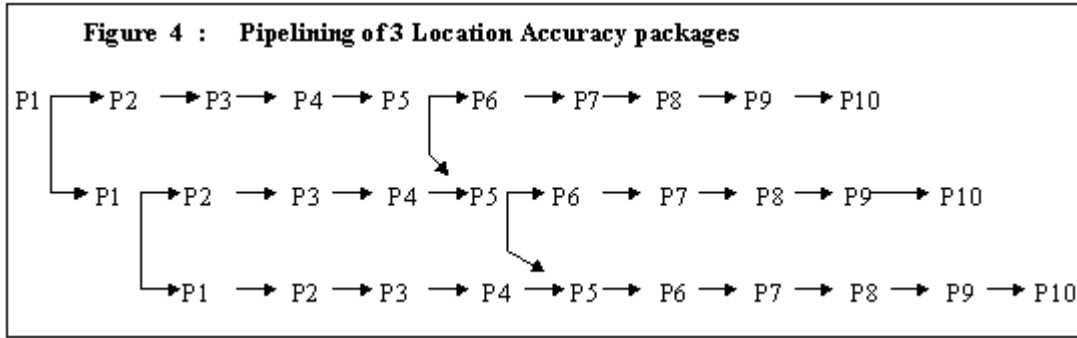 Figure 4 : Pipelining of 3 Location Accuracy packages
P1 P2 P3 P4 P5 P6 P7 P8 P9 P10
P1 P2 P3 P4 P5 P6 P7 P8 P9 P10
P1 P2 P3 P4 P5 P6 P7 P8 P9 P10